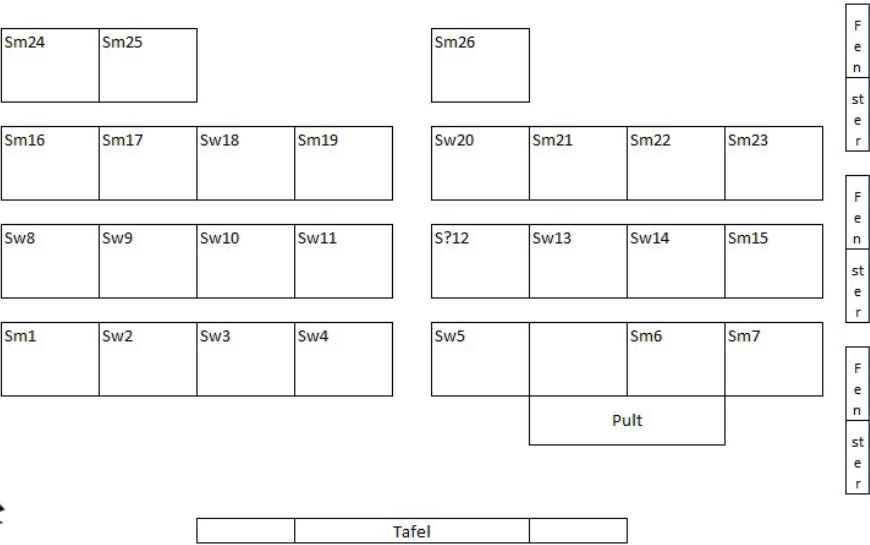 Sm24 Sm25 Sm26
Sm16 Sm17 Sw18 Sm19 Sw20 Sm21 Sm22 Sm23
Sw8 Sw9 Sw10 Sw11 S?12 Sw13 Sw14 Sm15
Sm1 Sw2 Sw3 Sw4 Sw5 Sm6 Sm7
Pult
Tafel
F
e
n
st
e
r
F
e
n
st
e
r
F
e
n
st
e
r